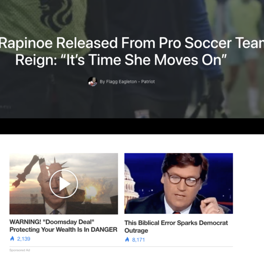 Rapinoe Released From Pro Soccer Team
Reign: “It’s Time She Moves On”
By Flagg Eagleton - Patriot
WARNING! "Doomsday Deal"
Protecting Your Wealth Is In DANGER
2,139
This Biblical Error Sparks Democrat
Outrage
8,171